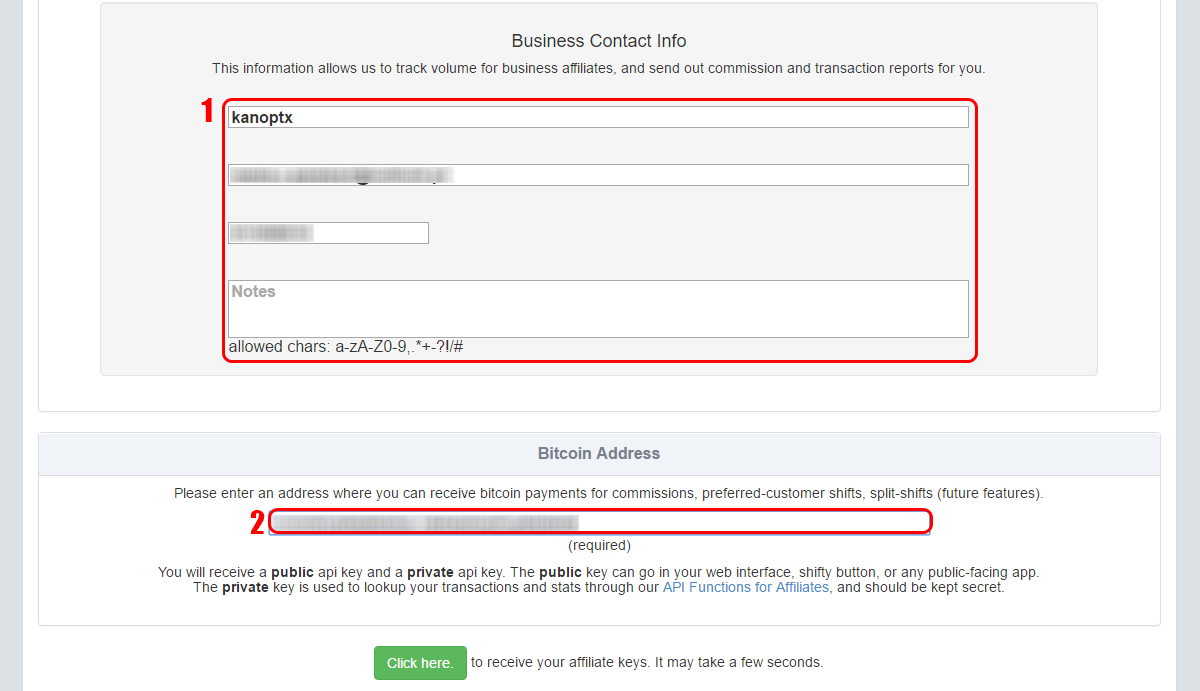 Business Contact Info
This information allows us to track volume for business affiliates, and send out commission and transaction reports for you.
1
kanoptx
Notes
allowed chars: a-zA-Z0-9,.*+-?!/#
Bitcoin Address
Please enter an address where you can receive bitcoin payments for commissions, preferred-customer shifts, split-shifts (future features).
2
(required)
You will receive a public api key and a private api key. The public key can go in your web interface, shifty button, or any public-facing app.
The private key is used to lookup your transactions and stats through our API Functions for Affiliates, and should be kept secret.
Click here. to receive your affiliate keys. It may take a few seconds.